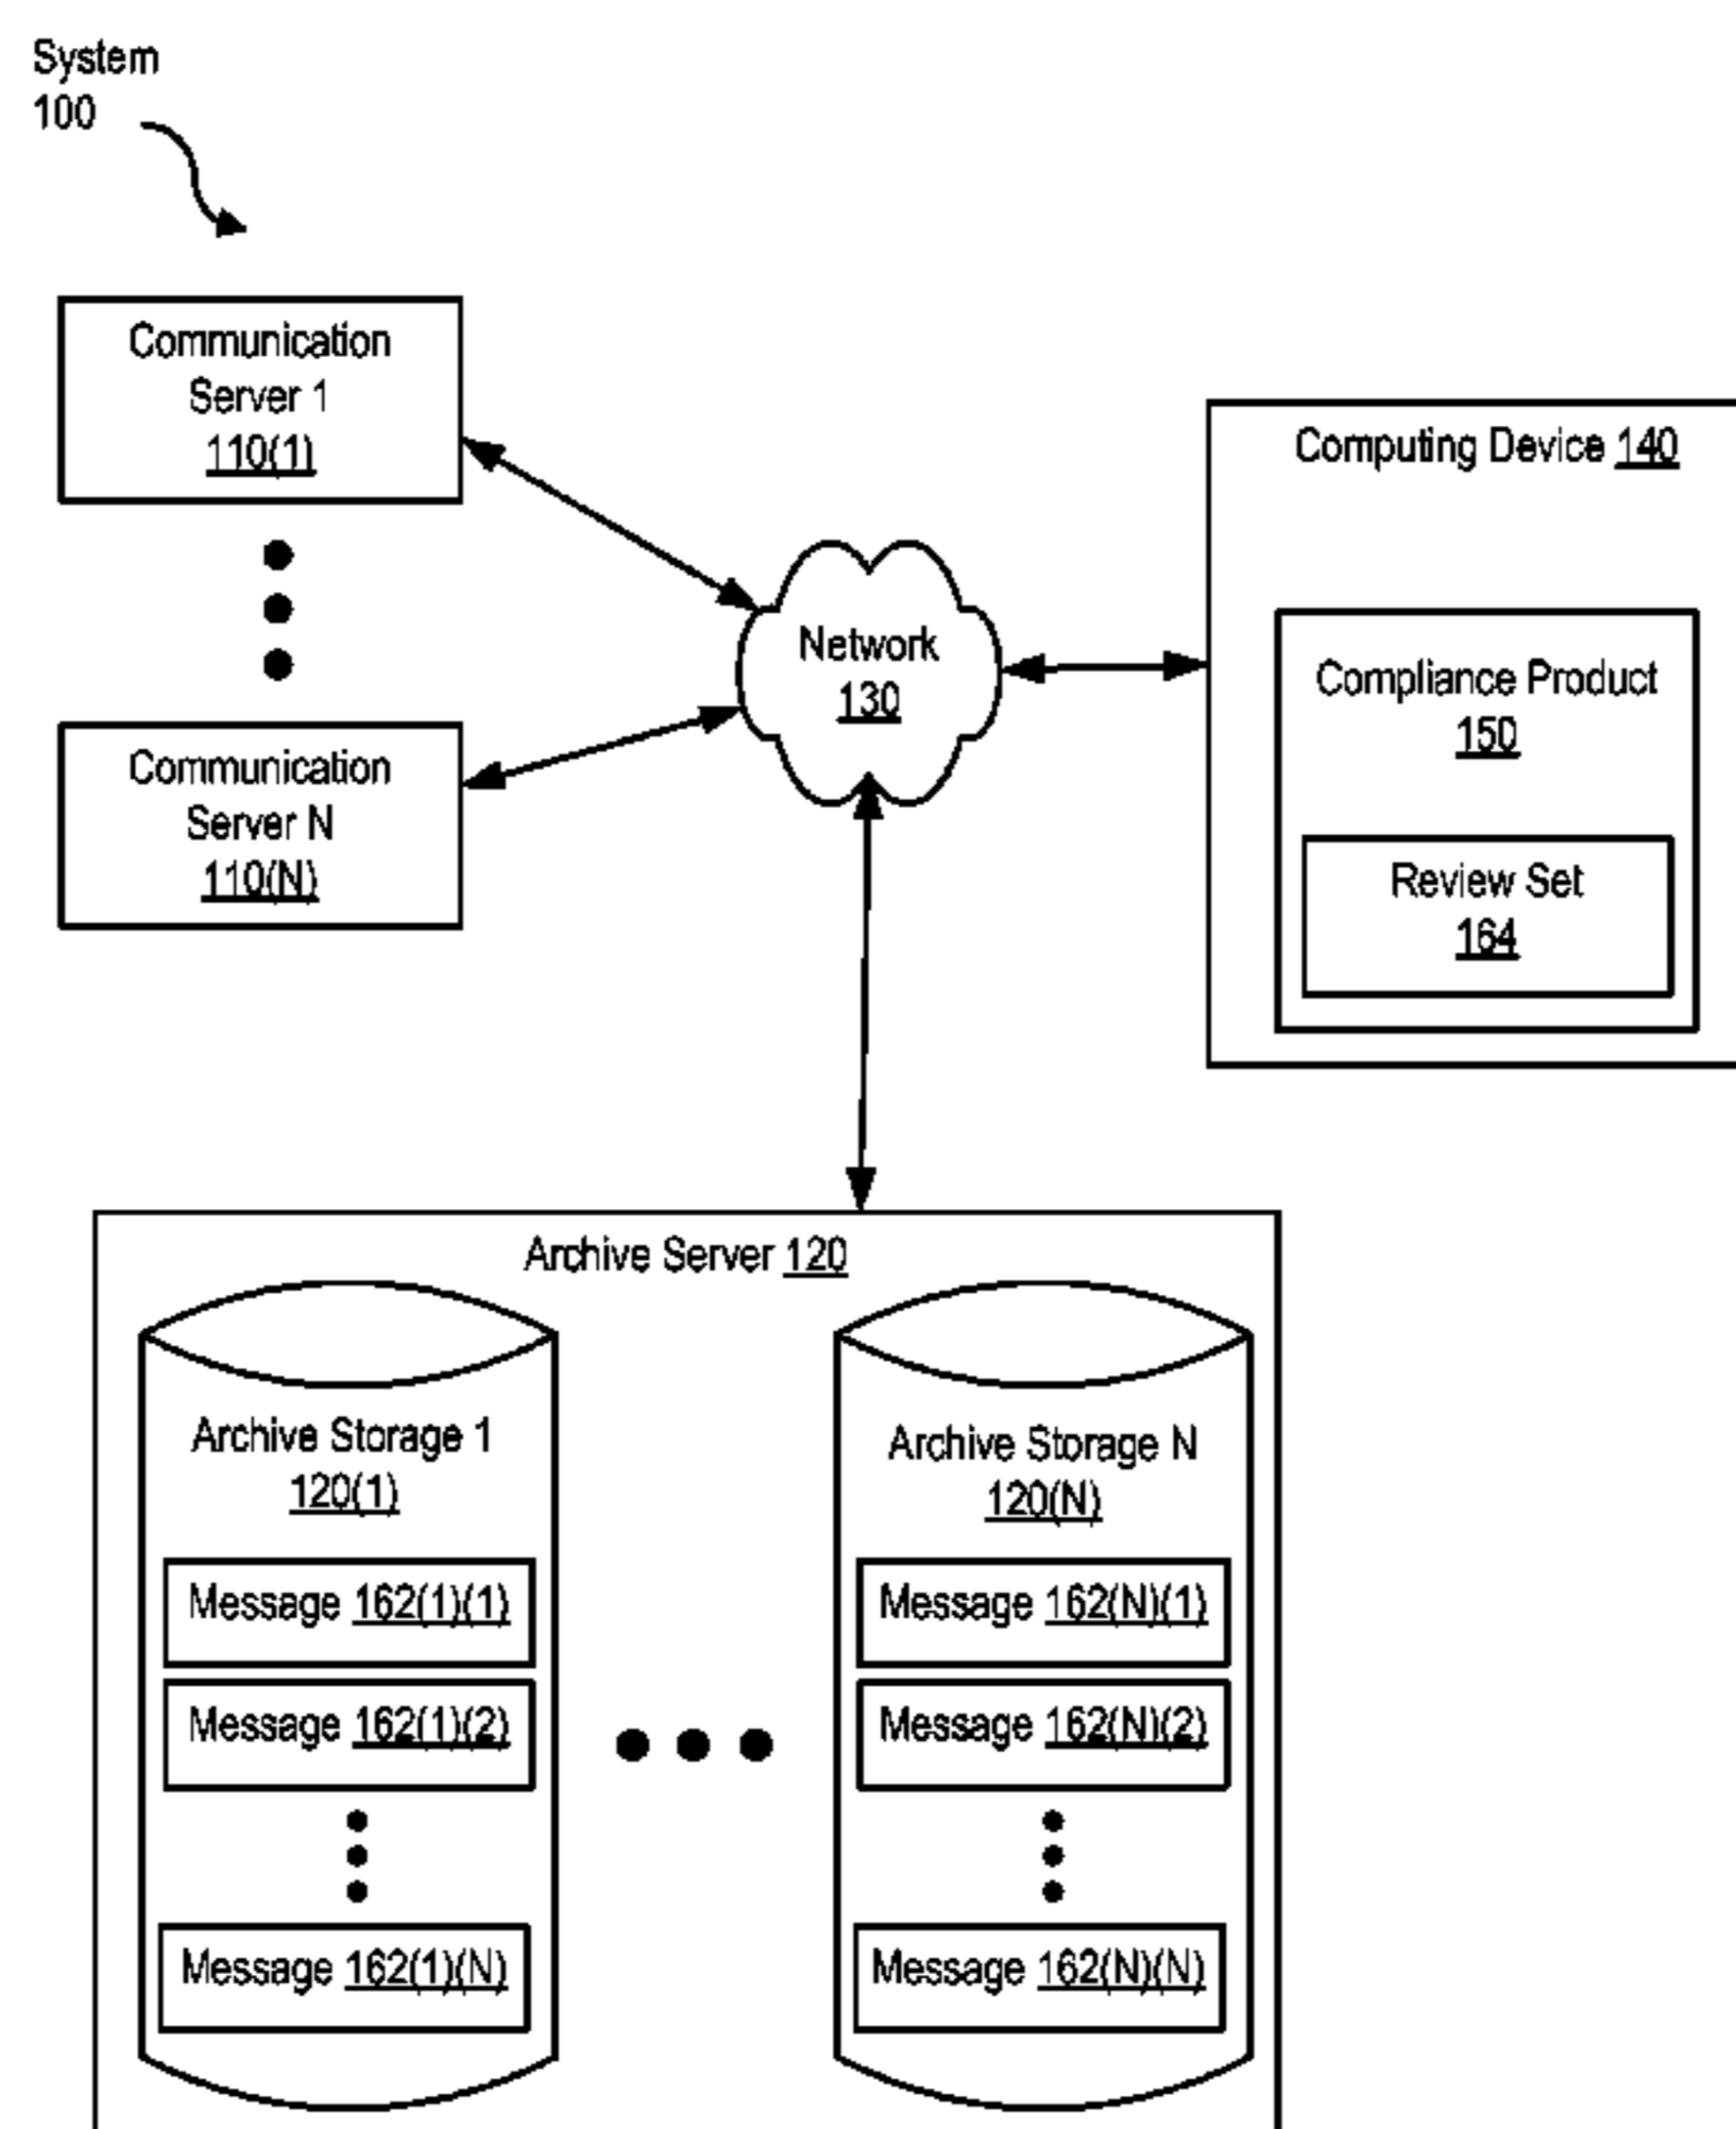 System
100
Communication
Server 1
110(1)
Communication
Server N
110(N)
Network
130
Computing Device 140
Compliance Product
150
Review Set
164
Archive Server 120
Archive Storage 1
120(1)
Message 162(1)(1)
Message 162(1)(2)
Message 162(1)(N)
Archive Storage N
120(N)
Message 162(N)(1)
Message 162(N)(2)
Message 162(N)(N)